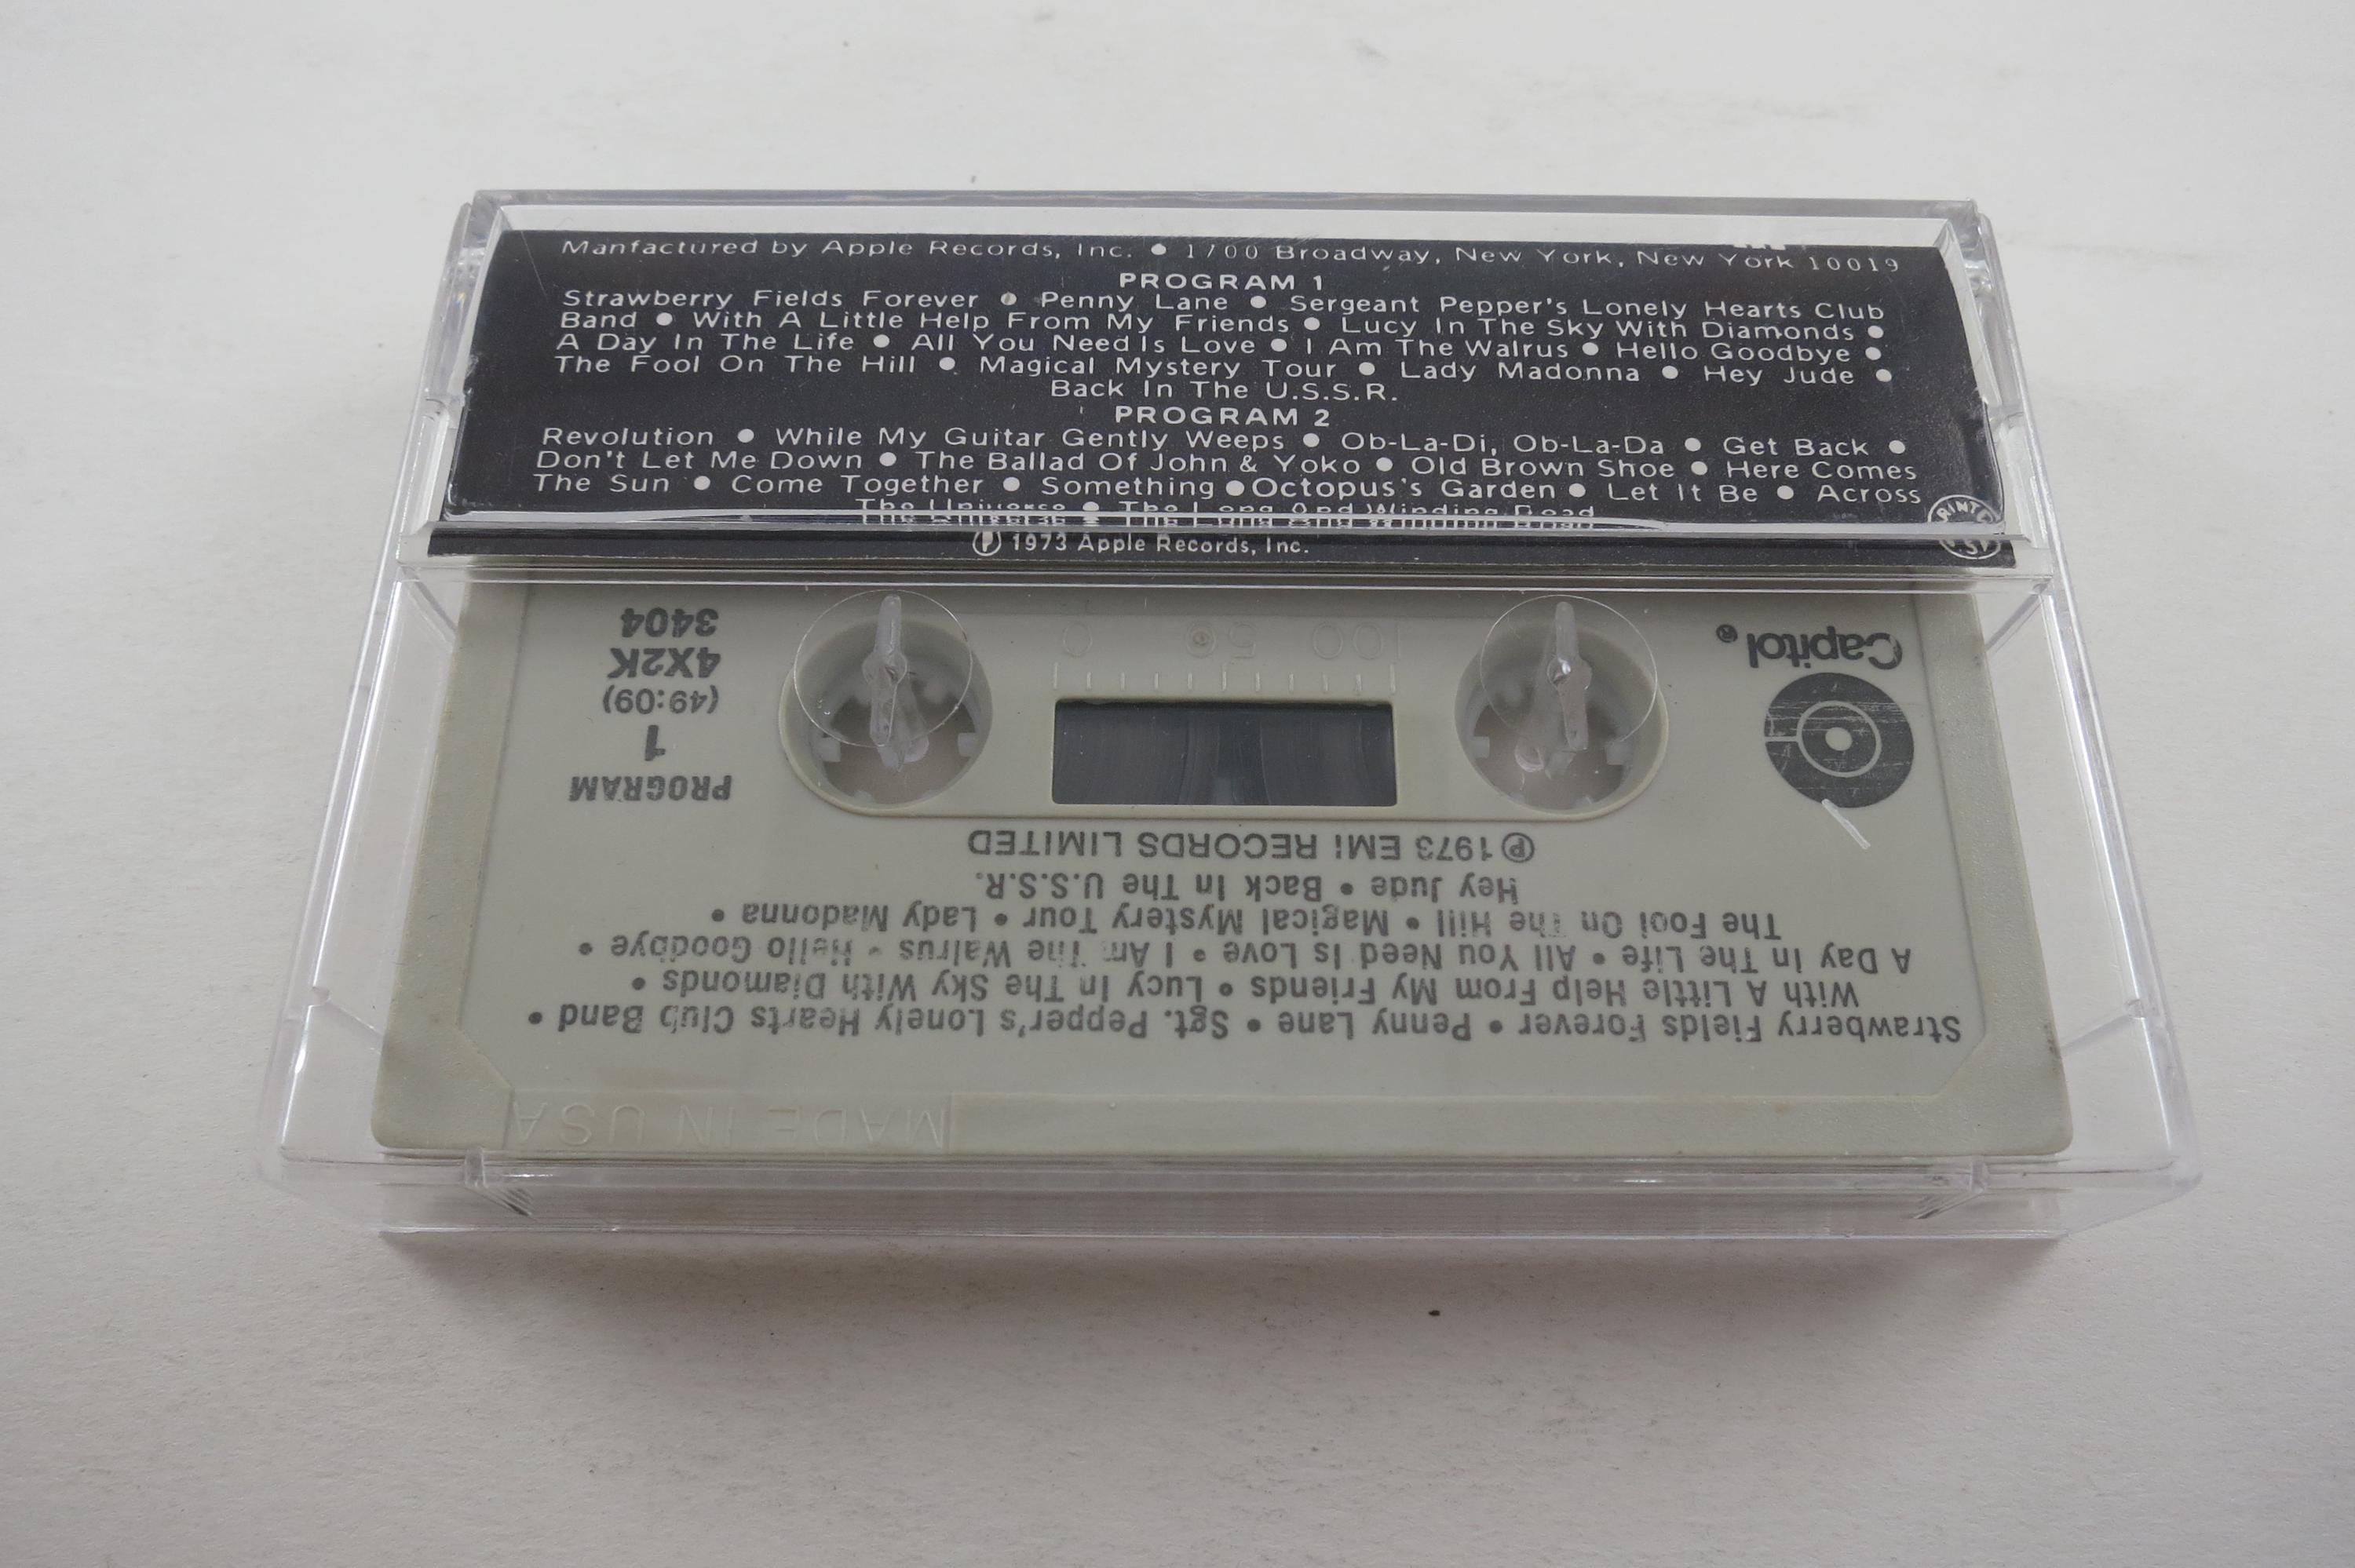 Manfactured by Apple Records, Inc. ● 1700 Broadway, New York, New York 10019
PROGRAM 1
Strawberry Fields Forever ● Penny Lane ● Sergeant Pepper's Lonely Hearts Club
Band ● With A Little Help From My Friends ● Lucy In The Sky With Diamonds ●
A Day In The Life ● All You Need Is Love ● I Am The Walrus ● Hello Goodbye ●
The Fool On The Hill ● Magical Mystery Tour ● Lady Madonna ● Hey Jude ●
Back In The U.S.S.R.
PROGRAM 2
Revolution ● While My Guitar Gently Weeps ● Ob-La-Di, Ob-La-Da ● Get Back ●
Don't Let Me Down ● The Ballad Of John & Yoko ● Old Brown Shoe ● Here Comes
The Sun ● Come Together ● Something ● Octopus's Garden ● Let It Be ● Across
The Universe ● The Long And Winding Road
℗ 1973 Apple Records, Inc.
MADE IN USA
Strawberry Fields Forever • Penny Lane • Sgt. Pepper's Lonely Hearts Club Band •
With A Little Help From My Friends • Lucy In The Sky With Diamonds •
A Day In The Life • All You Need Is Love • I Am The Walrus • Hello Goodbye •
The Fool On The Hill • Magical Mystery Tour • Lady Madonna •
Hey Jude • Back In The U.S.S.R.
℗ 1973 EMI RECORDS LIMITED
Capitol®
100 50 0
PROGRAM
1
(49:09)
4X2K
3404